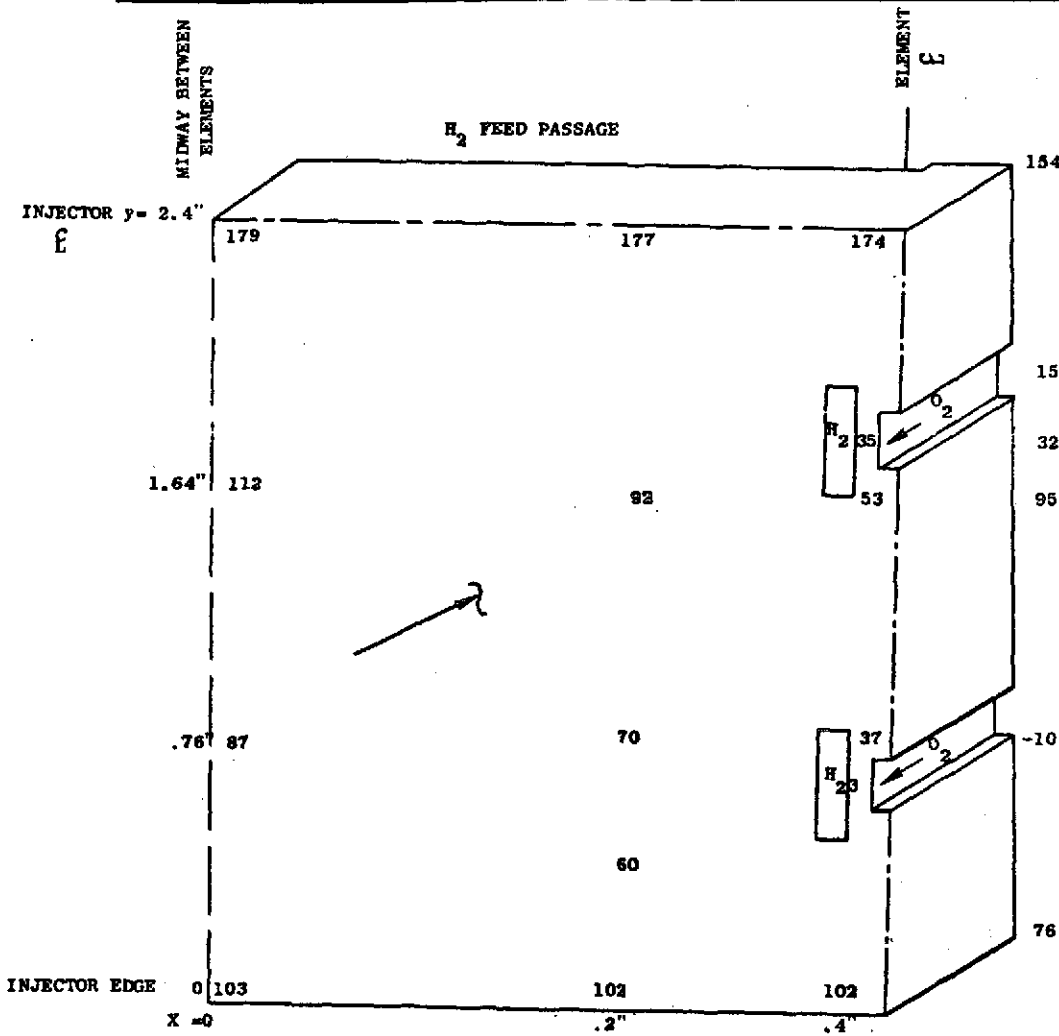 MIDWAY BETWEEN
ELEMENTS
ELEMENT
H2 FEED PASSAGE
154
INJECTOR y= 2.4"
179
177
174
15
O2
H2
35
32
1.64"
112
92
53
95
.76"
87
70
37
O2
-10
H2
3
60
76
INJECTOR EDGE
0
103
102
102
X =0
.2"
.4"